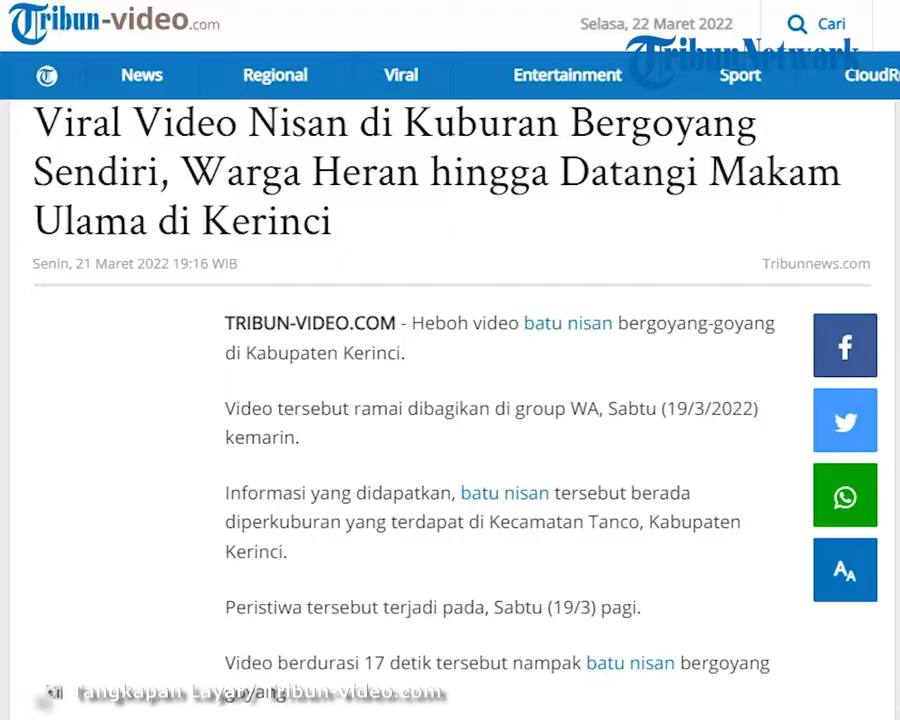 Tribun-video.com
Selasa, 22 Maret 2022
Cari
TribunNetwork
News
Regional
Viral
Entertainment
Sport
CloudR
Viral Video Nisan di Kuburan Bergoyang
Sendiri, Warga Heran hingga Datangi Makam
Ulama di Kerinci
Senin, 21 Maret 2022 19:16 WIB
Tribunnews.com
TRIBUN-VIDEO.COM - Heboh video batu nisan bergoyang-goyang
di Kabupaten Kerinci.
Video tersebut ramai dibagikan di group WA, Sabtu (19/3/2022)
kemarin.
Informasi yang didapatkan, batu nisan tersebut berada
diperkuburan yang terdapat di Kecamatan Tanco, Kabupaten
Kerinci.
Peristiwa tersebut terjadi pada, Sabtu (19/3) pagi.
Video berdurasi 17 detik tersebut nampak batu nisan bergoyang
goyang.
Tangkapan Layar/ Tribun-video.com